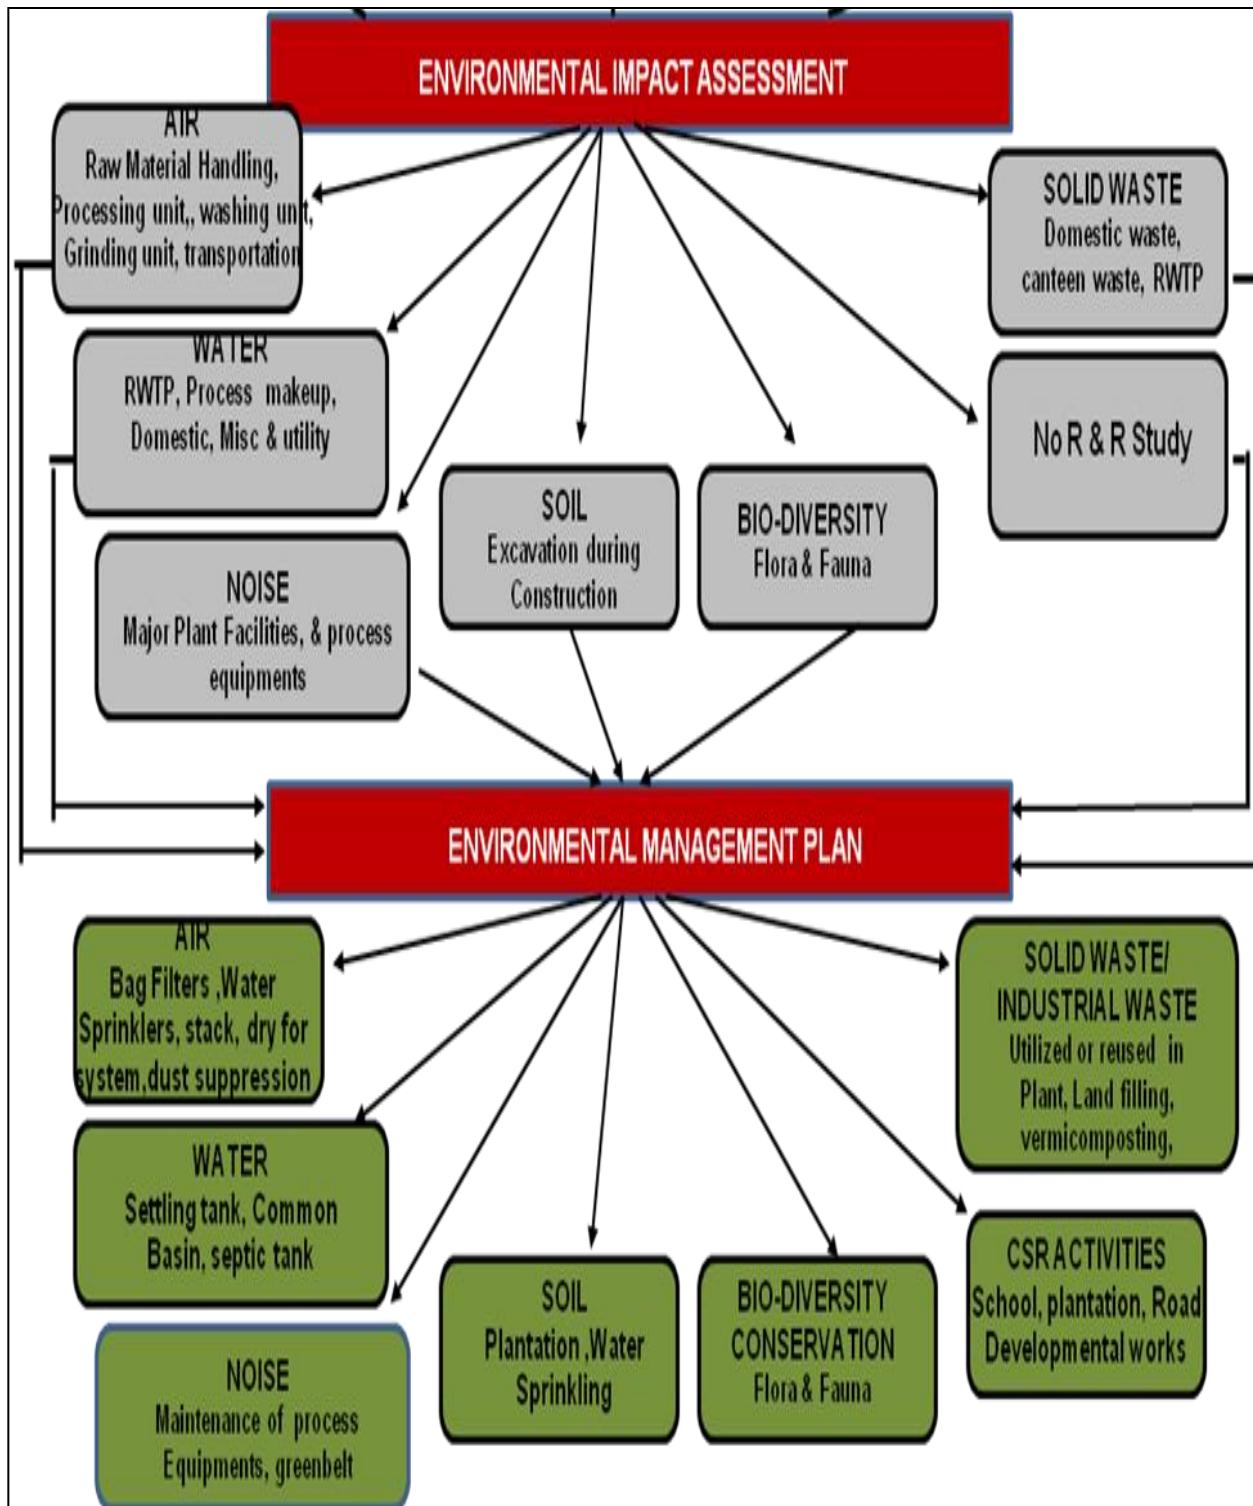 ENVIRONMENTAL IMPACT ASSESSMENT
AIR
Raw Material Handling,
Processing unit,, washing unit,
Grinding unit, transportation
SOLID WASTE
Domestic waste,
canteen waste, RWTP
WATER
RWTP, Process makeup,
Domestic, Misc & utility
No R & R Study
NOISE
Major Plant Facilities, & process
equipments
SOIL
Excavation during
Construction
BIO-DIVERSITY
Flora & Fauna
ENVIRONMENTAL MANAGEMENT PLAN
AIR
Bag Filters ,Water
Sprinklers, stack, dry for
system,dust suppression
SOLID WASTE/
INDUSTRIAL WASTE
Utilized or reused in
Plant, Land filling,
vermicomposting,
WATER
Settling tank, Common
Basin, septic tank
CSR ACTIVITIES
School, plantation, Road
Developmental works
NOISE
Maintenance of process
Equipments, greenbelt
SOIL
Plantation ,Water
Sprinkling
BIO-DIVERSITY
CONSERVATION
Flora & Fauna